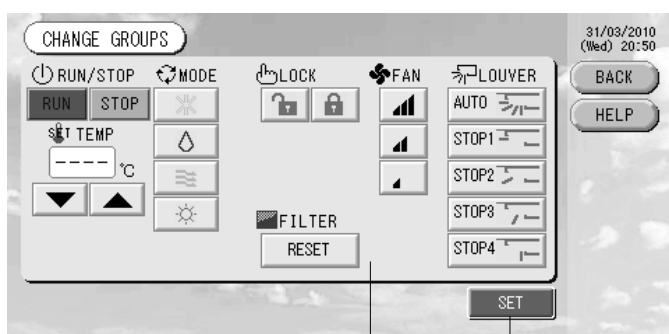 CHANGE GROUPS
31/03/2010
(Wed) 20:50
RUN/STOP
MODE
LOCK
FAN
LOUVER
BACK
RUN
STOP
AUTO
HELP
SET TEMP
STOP1
----°C
STOP2
STOP3
FILTER
RESET
STOP4
SET